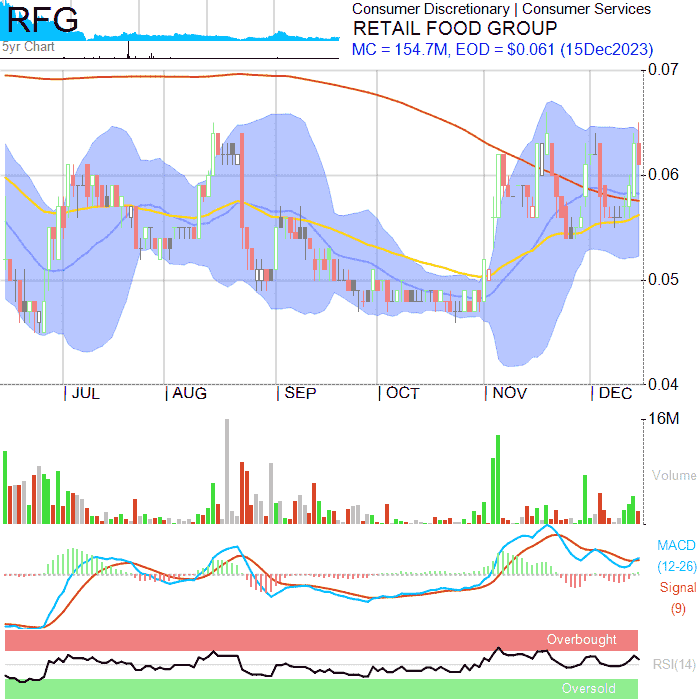 RFG
5yr Chart
Consumer Discretionary | Consumer Services
RETAIL FOOD GROUP
MC = 154.7M, EOD = $0.061 (15Dec2023)
0.07
0.06
0.05
0.04
JUL
AUG
SEP
OCT
NOV
DEC
16M
Volume
MACD
(12-26)
Signal
(9)
Overbought
RSI(14)
Oversold